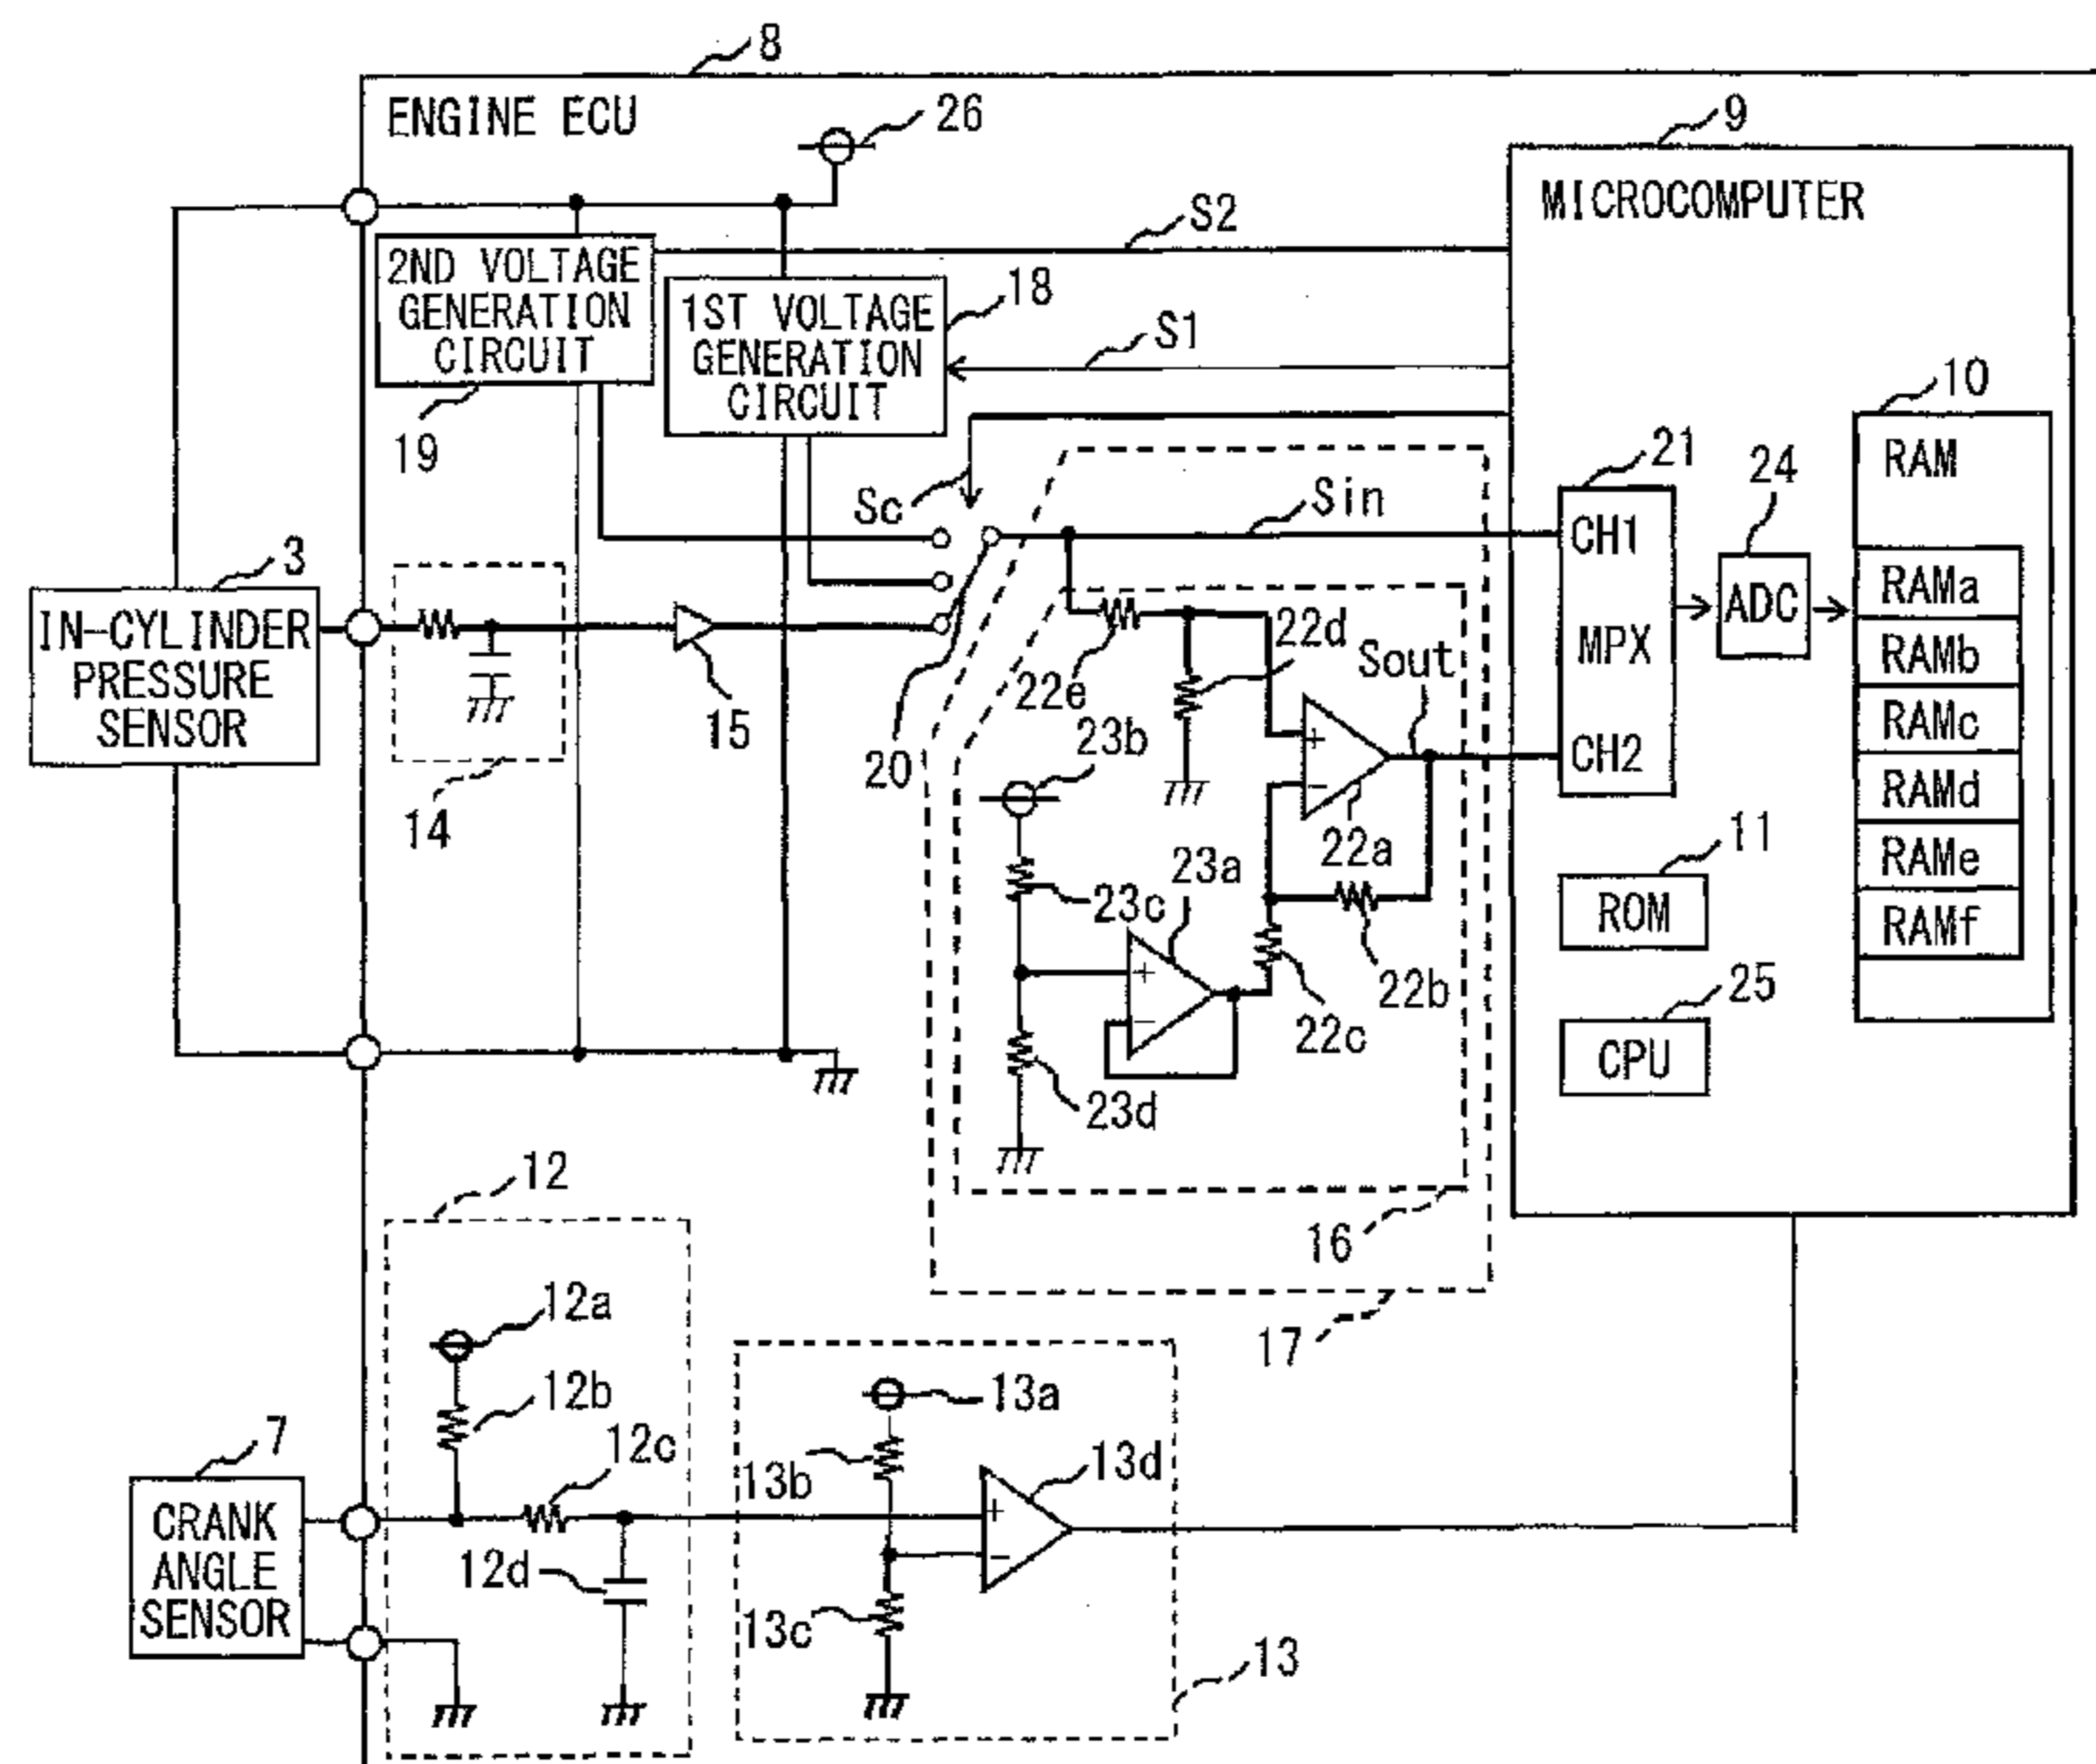 8
ENGINE ECU
26
9
MICROCOMPUTER
S2
2ND VOLTAGE
GENERATION
CIRCUIT
18
1ST VOLTAGE
GENERATION
CIRCUIT
S1
19
10
RAM
21
24
Sc
Sin
CH1
3
ADC
RAMa
IN-CYLINDER
PRESSURE
SENSOR
22d
MPX
RAMb
22e
Sout
15
RAMc
23b
20
CH2
RAMd
14
22a
11
23a
RAMe
23c
ROM
RAMf
22b
25
22c
CPU
+
-
+
-
23d
12
16
12a
17
12b
13a
7
12c
13b
13d
CRANK
ANGLE
SENSOR
+
-
12d
13c
13